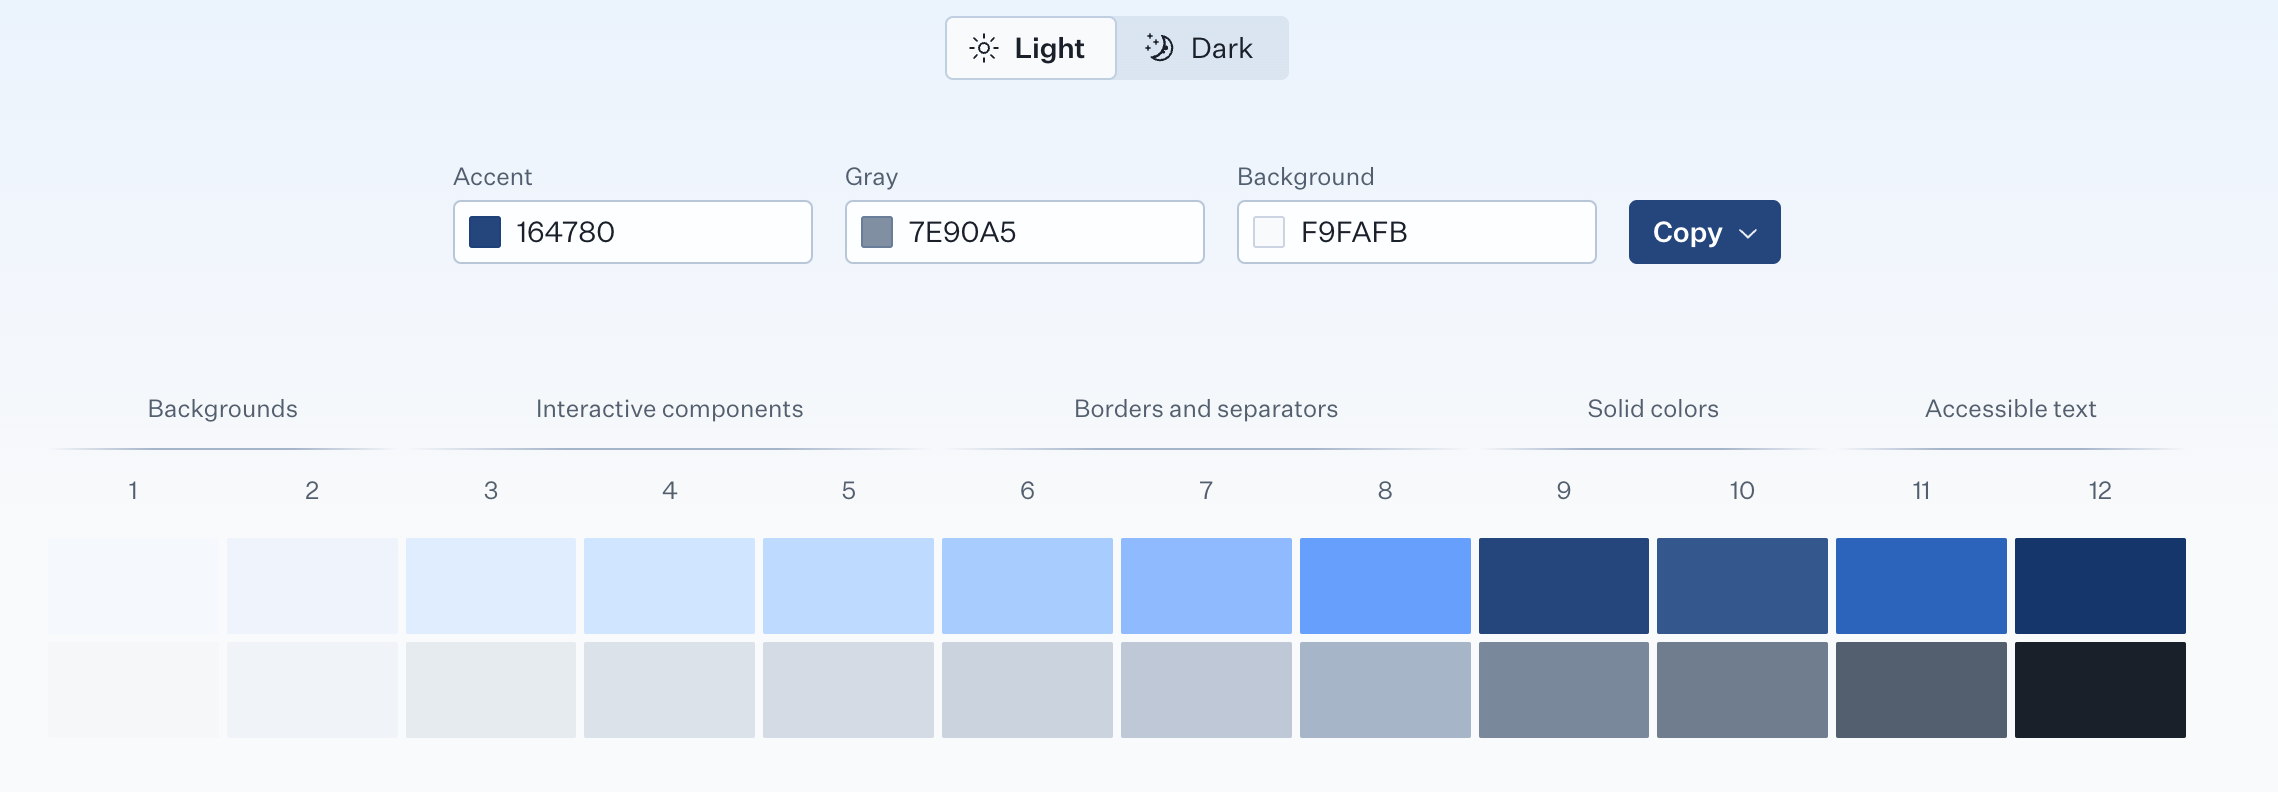 Light Dark
Accent Gray Background
164780 7E90A5 F9FAFB Copy
Backgrounds Interactive components Borders and separators Solid colors Accessible text
1 2 3 4 5 6 7 8 9 10 11 12